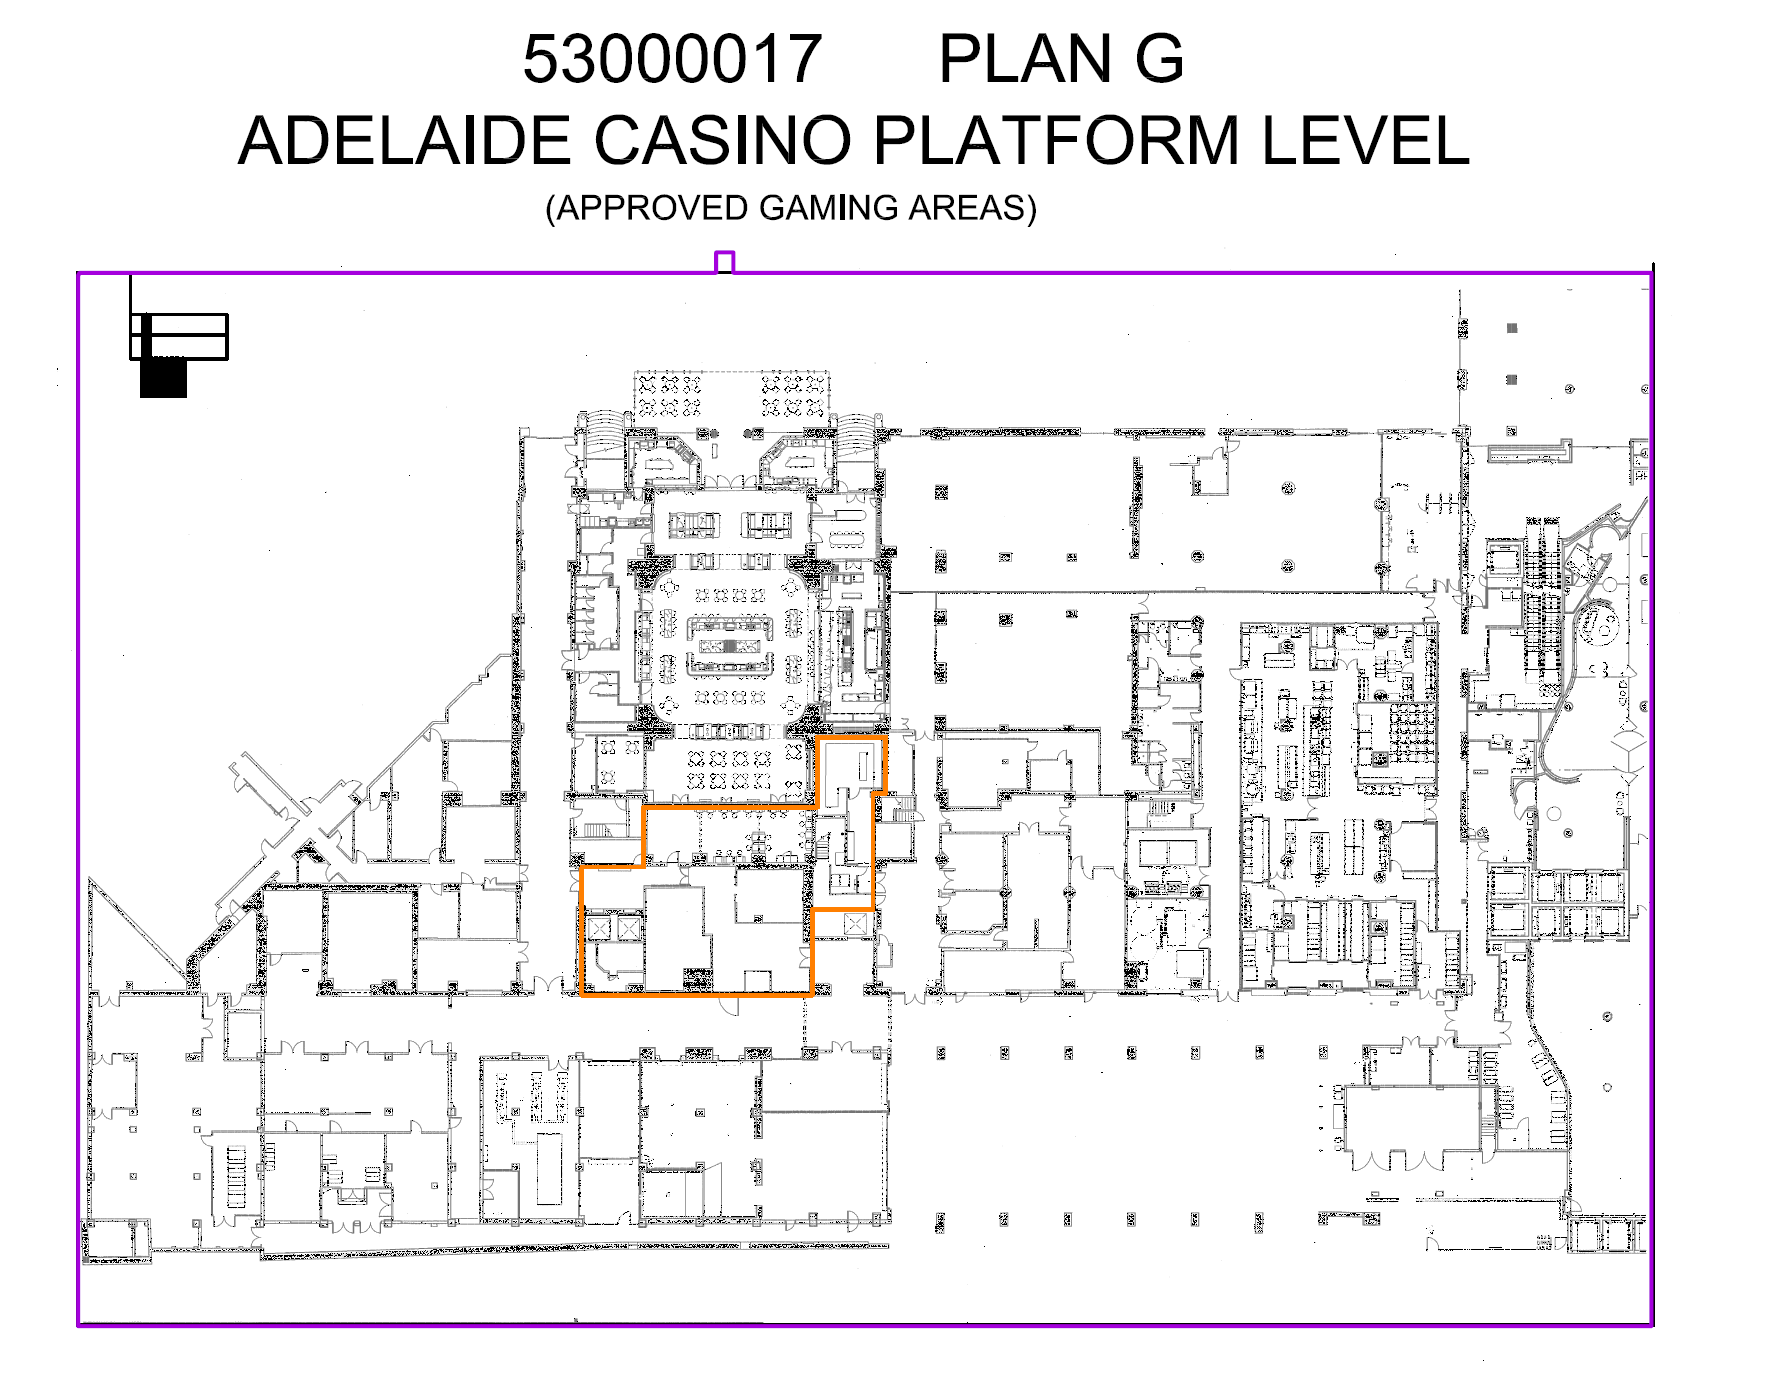 53000017 PLAN G
ADELAIDE CASINO PLATFORM LEVEL
(APPROVED GAMING AREAS)